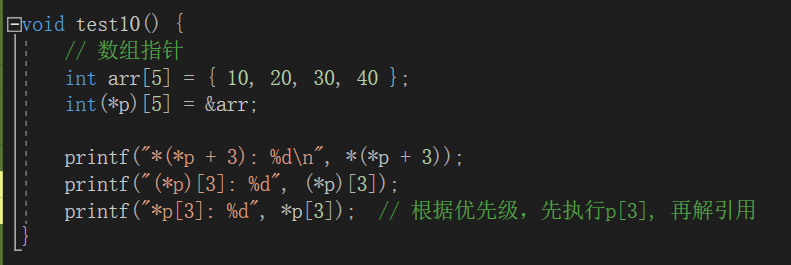 void test10() {
// 数组指针
int arr[5] = { 10, 20, 30, 40 };
int(*p)[5] = &arr;
printf("*(*p + 3): %d\n", *(*p + 3));
printf("(*p)[3]: %d", (*p)[3]);
printf("*p[3]: %d", *p[3]);  // 根据优先级，先执行p[3], 再解引用
}